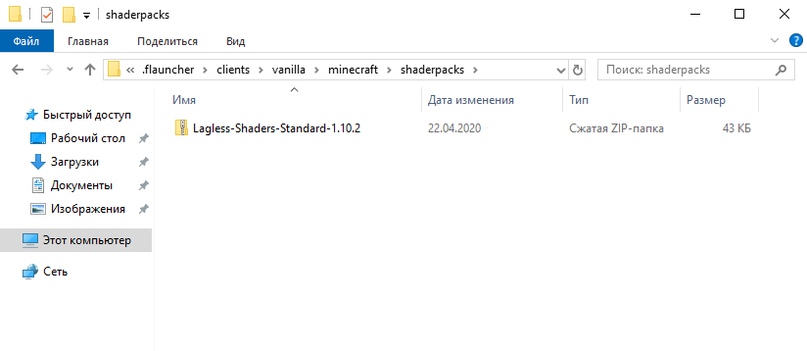 shaderpacks
Файл Главная Поделиться Вид
« .flauncher › clients › vanilla › minecraft › shaderpacks ›
Поиск: shaderpacks
Имя Дата изменения Тип Размер
Lagless-Shaders-Standard-1.10.2 22.04.2020 Сжатая ZIP-папка 43 КБ
Быстрый доступ
Рабочий стол
Загрузки
Документы
Изображения
Этот компьютер
Сеть